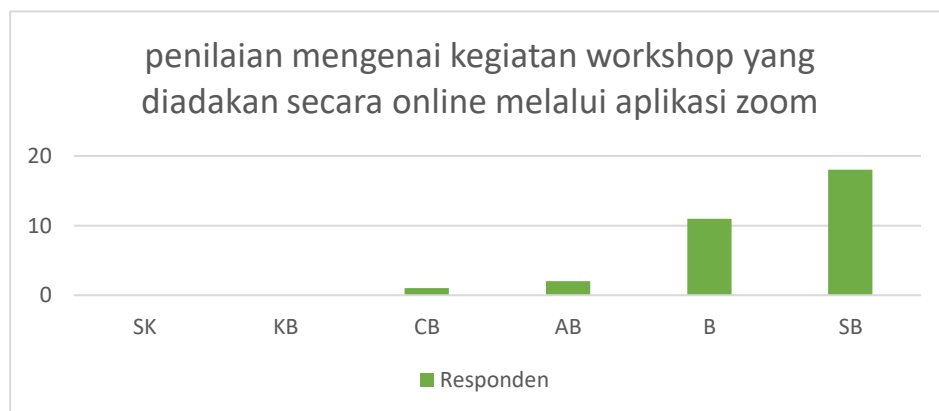 penilaian mengenai kegiatan workshop yang
diadakan secara online melalui aplikasi zoom
20
10
0
SK KB CB AB B SB
Responden